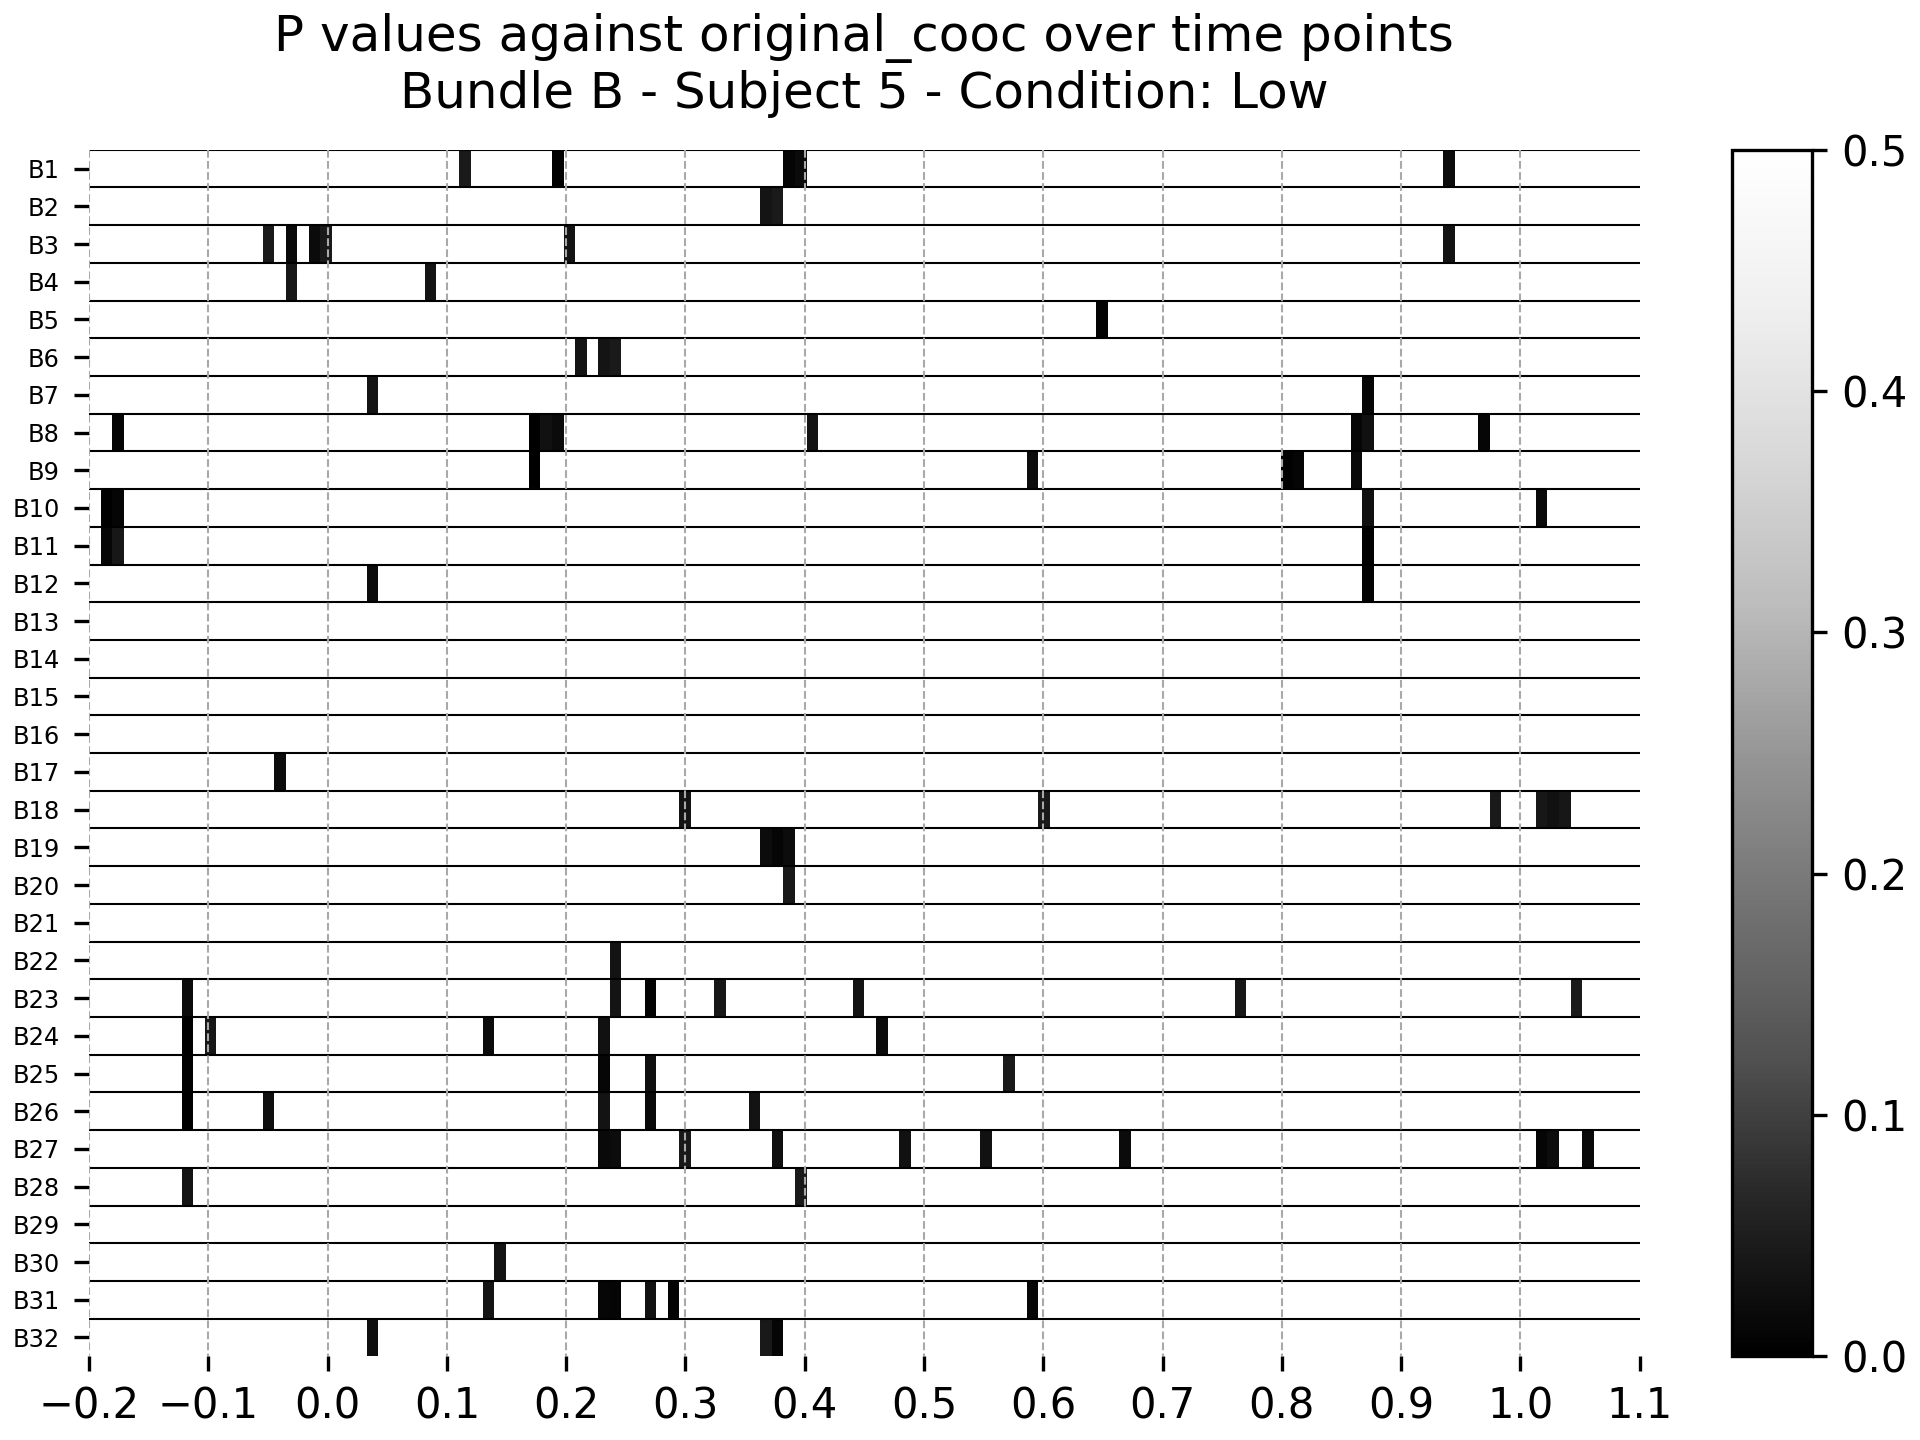 P values against original_cooc over time points
Bundle B - Subject 5 - Condition: Low
B1
B2
B3
B4
B5
B6
B7
B8
B9
B10
B11
B12
B13
B14
B15
B16
B17
B18
B19
B20
B21
B22
B23
B24
B25
B26
B27
B28
B29
B30
B31
B32
−0.2 −0.1 0.0 0.1 0.2 0.3 0.4 0.5 0.6 0.7 0.8 0.9 1.0 1.1
0.5
0.4
0.3
0.2
0.1
0.0